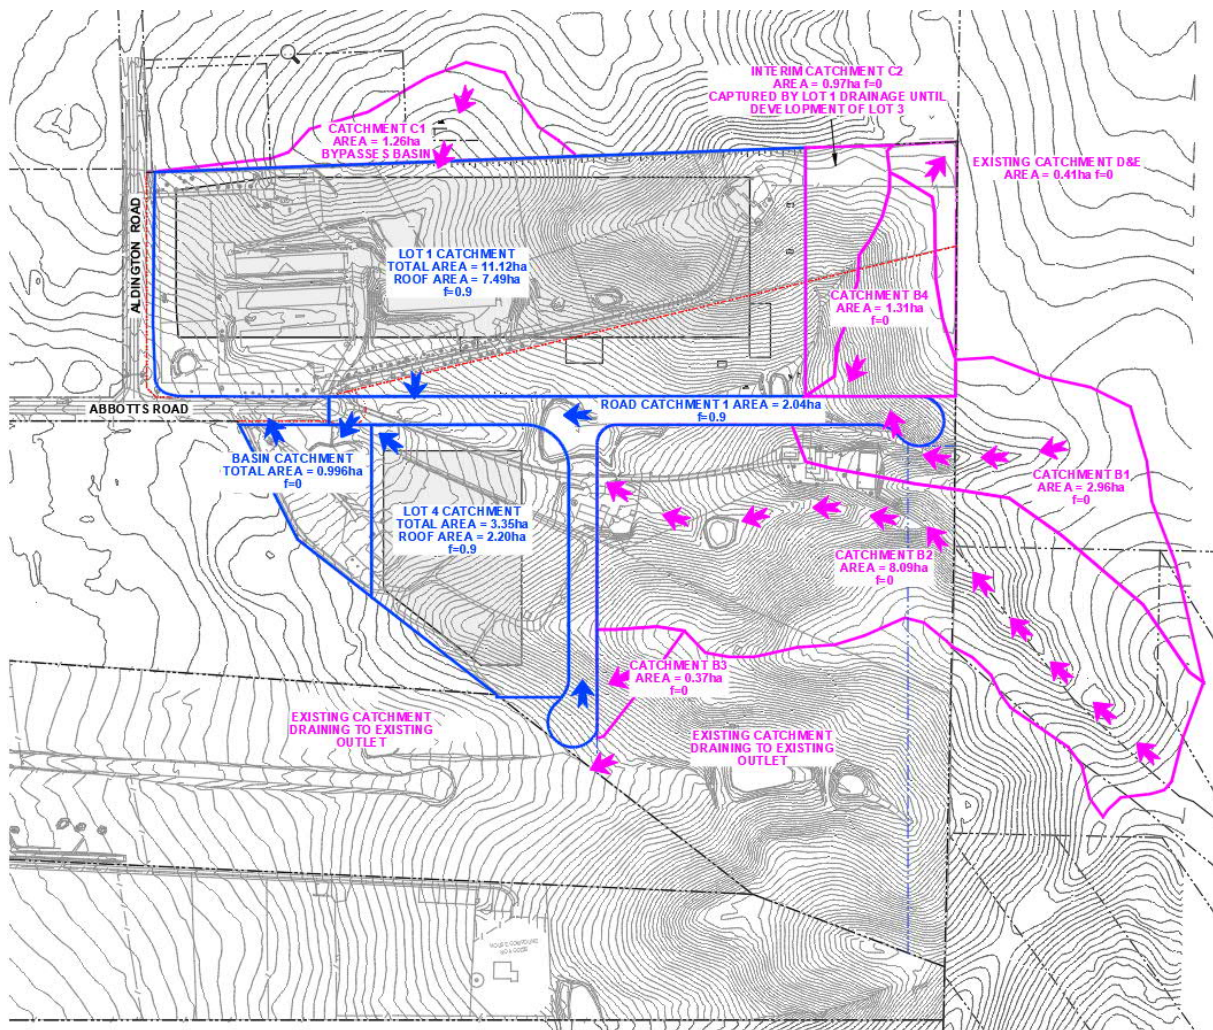 INTERIM CATCHMENT C2
AREA = 0.97ha f=0
CAPTURED BY LOT 1 DRAINAGE UNTIL
DEVELOPMENT OF LOT 3
CATCHMENT C1
AREA = 1.26ha
BYPASSES BASIN
EXISTING CATCHMENT D&E
AREA = 0.41ha f=0
ALDINGTON ROAD
LOT 1 CATCHMENT
TOTAL AREA = 11.12ha
ROOF AREA = 7.49ha
f=0.9
CATCHMENT B4
AREA = 1.31ha
f=0
ABBOTTS ROAD
ROAD CATCHMENT 1 AREA = 2.04ha
f=0.9
BASIN CATCHMENT
TOTAL AREA = 0.996ha
f=0
CATCHMENT B1
AREA = 2.96ha
f=0
LOT 4 CATCHMENT
TOTAL AREA = 3.35ha
ROOF AREA = 2.20ha
f=0.9
CATCHMENT B2
AREA = 8.09ha
f=0
CATCHMENT B3
AREA = 0.37ha
f=0
EXISTING CATCHMENT
DRAINING TO EXISTING
OUTLET
EXISTING CATCHMENT
DRAINING TO EXISTING
OUTLET